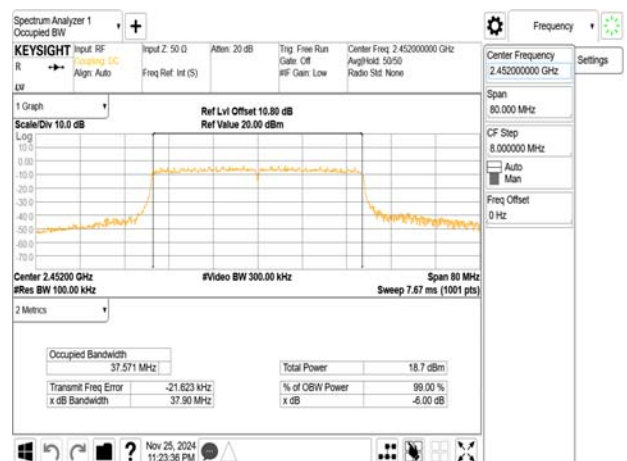 Spectrum Analyzer 1
Occupied BW
+
Frequency
KEYSIGHT Input: RF Input Z: 50 Ω Atten: 20 dB Trig: Free Run Center Freq: 2.452000000 GHz
Coupling: DC Gate: Off Avg|Hold: 50/50
R Align: Auto Freq Ref: Int (S) #IF Gain: Low Radio Std: None
Center Frequency
2.452000000 GHz
Settings
Span
80.000 MHz
CF Step
8.000000 MHz
Auto
Man
Freq Offset
0 Hz
1 Graph
Ref Lvl Offset 10.80 dB
Scale/Div 10.0 dB Ref Value 20.00 dBm
Log
10.0
0.00
-10.0
-20.0
-30.0
-40.0
-50.0
-60.0
-70.0
Center 2.45200 GHz #Video BW 300.00 kHz Span 80 MHz
#Res BW 100.00 kHz Sweep 7.67 ms (1001 pts)
2 Metrics
Occupied Bandwidth
37.571 MHz
Total Power 18.7 dBm
Transmit Freq Error -21.623 kHz % of OBW Power 99.00 %
x dB Bandwidth 37.90 MHz x dB -6.00 dB
? Nov 25, 2024
11:23:36 PM